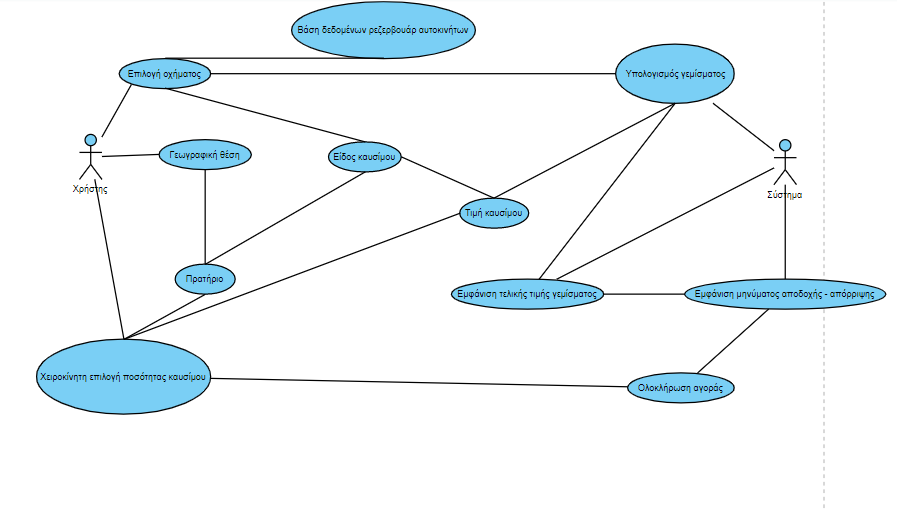 Βάση δεδομένων ρεζερβουάρ αυτοκινήτων
Επιλογή οχήματος
Υπολογισμός γεμίσματος
Γεωγραφική θέση
Είδος καυσίμου
Χρήστης
Σύστημα
Τιμή καυσίμου
Πρατήριο
Εμφάνιση τελικής τιμής γεμίσματος
Εμφάνιση μηνύματος αποδοχής - απόρριψης
Χειροκίνητη επιλογή ποσότητας καυσίμου
Ολοκλήρωση αγοράς